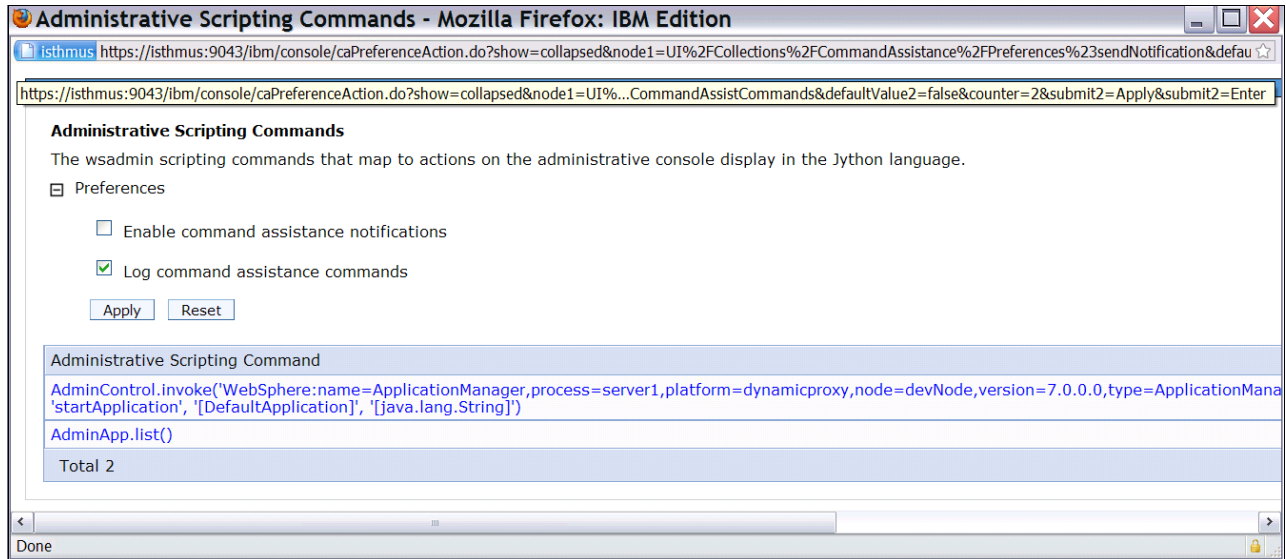 Administrative Scripting Commands - Mozilla Firefox: IBM Edition
isthmus https://isthmus:9043/ibm/console/caPreferenceAction.do?show=collapsed&node1=UI%2FCollections%2FCommandAssistance%2FPreferences%23sendNotification&defau
https://isthmus:9043/ibm/console/caPreferenceAction.do?show=collapsed&node1=UI%...CommandAssistCommands&defaultValue2=false&counter=2&submit2=Apply&submit2=Enter
Administrative Scripting Commands
The wsadmin scripting commands that map to actions on the administrative console display in the Jython language.
Preferences
Enable command assistance notifications
Log command assistance commands
Apply Reset
Administrative Scripting Command
AdminControl.invoke('WebSphere:name=ApplicationManager,process=server1,platform=dynamicproxy,node=devNode,version=7.0.0.0,type=ApplicationMana
'startApplication', '[DefaultApplication]', '[java.lang.String]')
AdminApp.list()
Total 2
Done